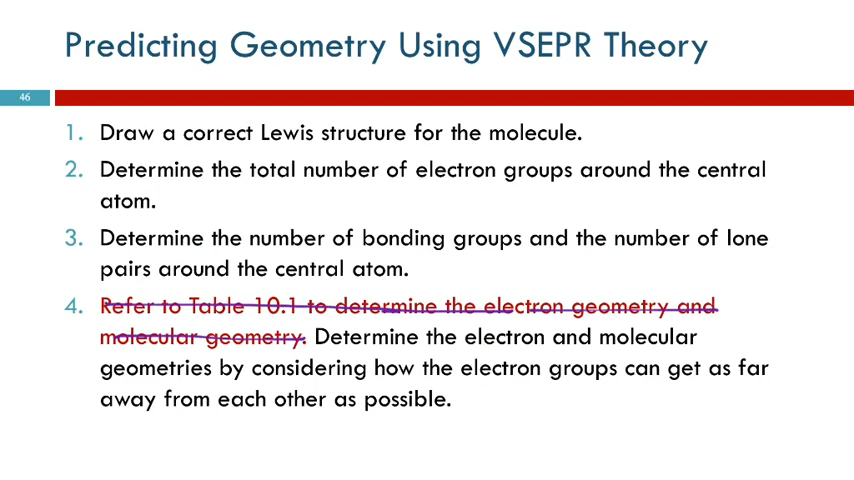 Predicting Geometry Using VSEPR Theory
46
1. Draw a correct Lewis structure for the molecule.
2. Determine the total number of electron groups around the central
atom.
3. Determine the number of bonding groups and the number of lone
pairs around the central atom.
4. Refer to Table 10.1 to determine the electron geometry and
molecular geometry. Determine the electron and molecular
geometries by considering how the electron groups can get as far
away from each other as possible.